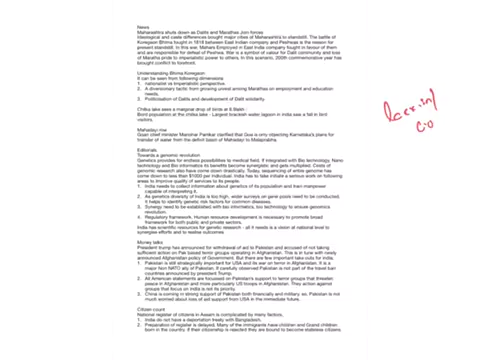 News
Maharashtra shuts down as Dalits and Marathas join forces
Ideological and caste differences bought major cities of Maharashtra to standstill. The battle of
Koregaon Bhima fought in 1818 between East Indian company and Peshwas is the reason for
present standstill. In this war, Mahars Employed in East India company fought in favour of them
and are responsible for defeat of Peshwa. War is a symbol of valour for Dalit community and loss
of Maratha pride to imperialistic power to others. In this scenario, 200th commemorative year has
brought conflict to forefront.
Understanding Bhima Koregaon:
It can be seen from following dimensions
1. nationalist vs imperialistic perspective.
2. A diversionary tactic from growing unrest among Marathas on employment and education
needs.
3. Politicisation of Dalits and development of Dalit solidarity.
Chilka lake sees a marginal drop of birds at
Bird population at the chilika lake - Largest brackesh water lagoon in India saw a fall in bird
visitors.
Mahadayi row
Goan chief minister Manohar Parrikar clarified that Goa is only objecting Karnataka's plans for
transfer of water from the deficit basin of Mahadayi to Malaprabha.
Editorials
Towards a genomic revolution
Genetics provides for endless possibilities to medical field. If integrated with Bio technology, Nano
technology and Bio informatics its benefits become synergistic and gets multiplied. Costs of
genomic research also have come down drastically. Today, sequencing of entire genome has
come down to less than $1000 per individual. India has to take initiate a serious work on following
areas to improve quality of services to its people.
1. India needs to collect information about genetics of its population and train manpower
capable of interpreting it.
2. As genetics diversity of India is too high, wider surveys on gene pools need to be conducted.
It helps to identify genetic risk factors for common diseases.
3. Synergy need to be established with bio informatics, bio technology to ensure genomics
revolution.
4. Regulatory framework. Human resource development is necessary to promote broad
framework for both public and private sectors.
India has scientific resources for genetic research - all it needs is a vision at national level to
synergies efforts and to realise outcomes
Money talks
President trump has announced for withdrawal of aid to Pakistan and accused of not taking
sufficient action on Pak based terror groups operating in Afghanistan. This is in tune with newly
announced Afghanistan policy of Government. But there are few important take outs for India.
1. Pakistan is still strategically important for USA and its war on terror in Afghanistan. It is a
major Non NATO ally of Pakistan. If carefully observed Pakistan is not part of the travel ban
countries announced by president Trump.
2. All American statements are focussed on Pakistan's support to terror groups that threaten
peace in Afghanistan and more particularly US troops in Afghanistan. They action against
groups that focus on India is not its priority.
3. China is coming in strong support of Pakistan both financially and military. so, Pakistan is not
much worried about loss of aid support from USA in the immediate future.
Citizen count
National register of citizens in Assam is complicated by many factors,
1. India do not have a deportation treaty with Bangladesh.
2. Preparation of register is delayed. Many of the immigrants have children and Grand children
born in the country. If their citizenship is rejected they are bound to become stateless citizens